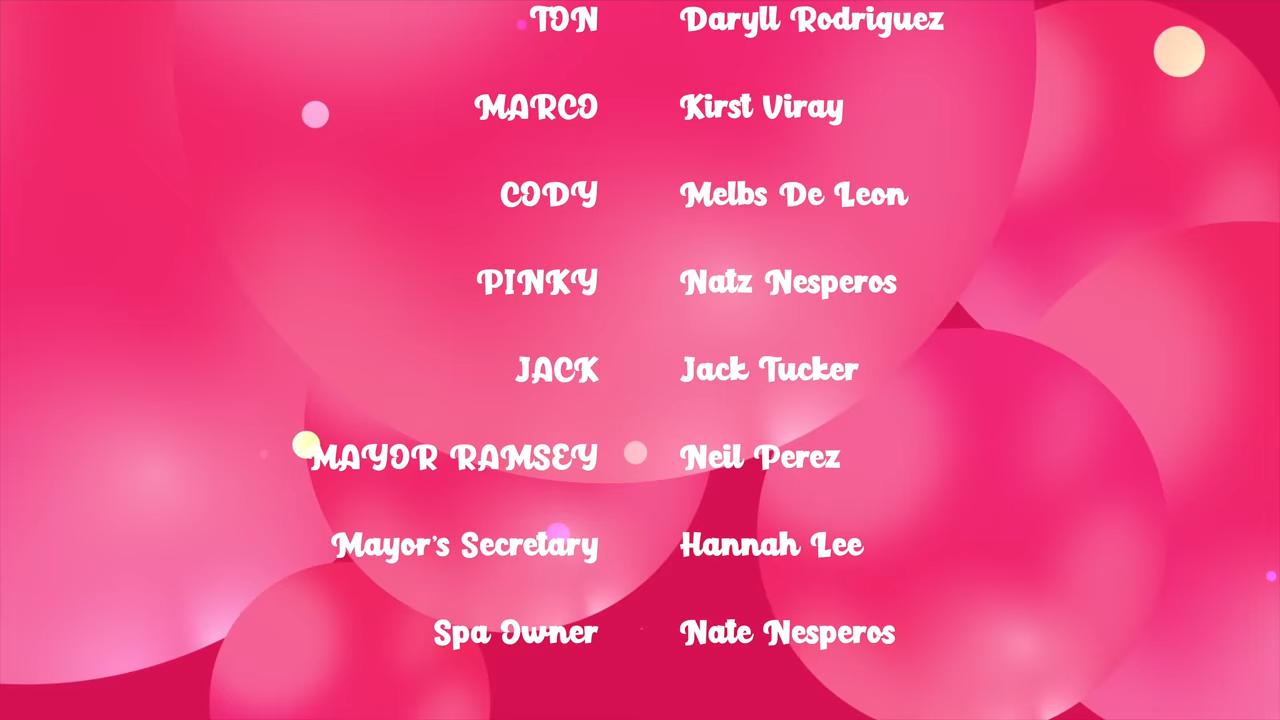 TON Daryll Rodriguez
MARCO Kirst Viray
CODY Melbs De Leon
PINKY Natz Nesperos
JACK Jack Tucker
MAYOR RAMSEY Neil Perez
Mayor's Secretary Hannah Lee
Spa Owner Nate Nesperos